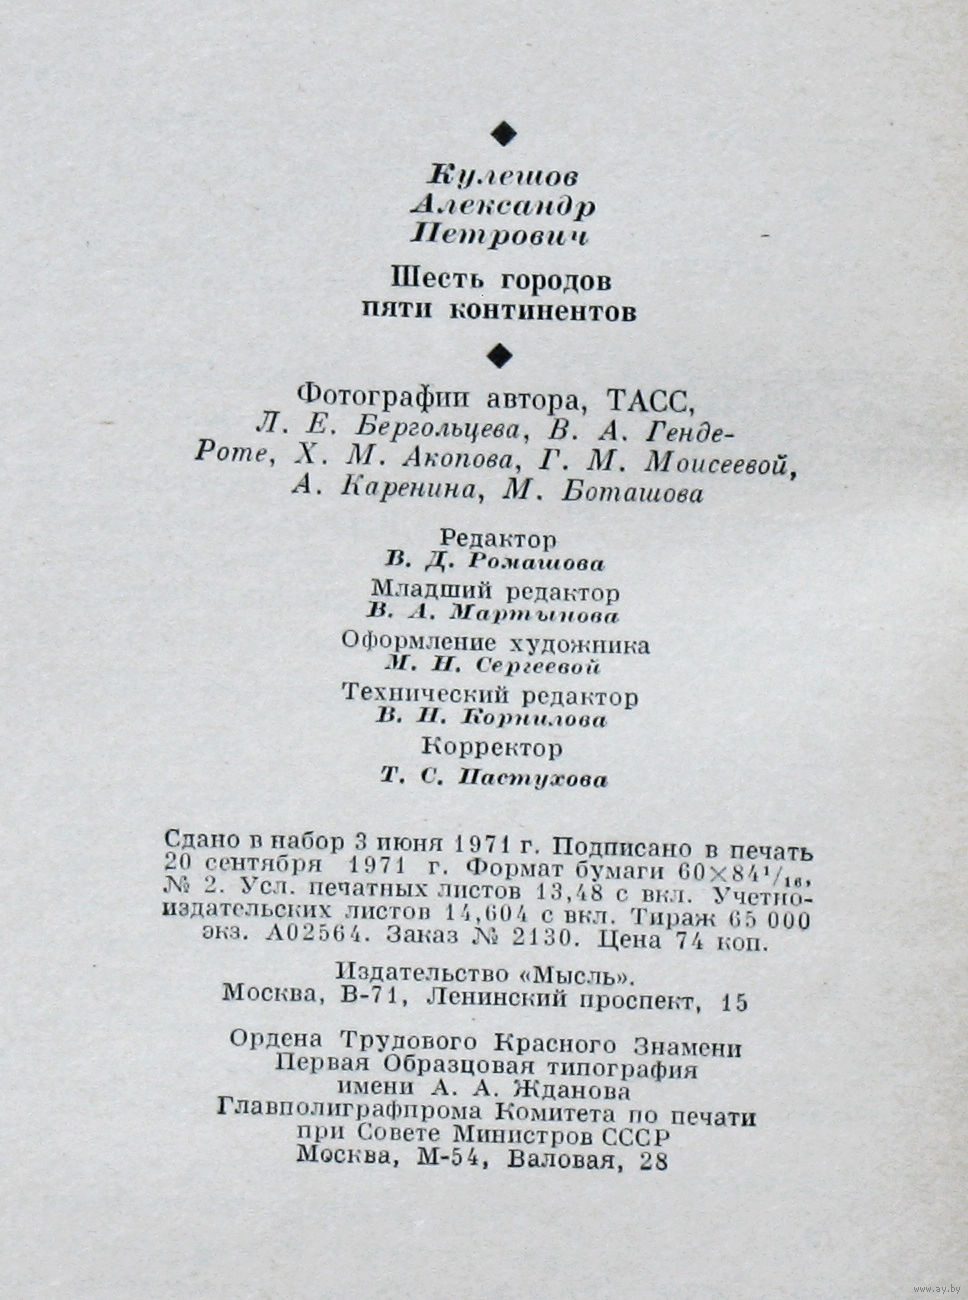 Кулешов
Александр
Петрович
Шесть городов
пяти континентов
Фотографии автора, ТАСС,
Л. Е. Бергольцева, В. А. Генде-
Роте, Х. М. Акопова, Г. М. Моисеевой,
А. Каренина, М. Боташова
Редактор
В. Д. Ромашова
Младший редактор
В. А. Мартынова
Оформление художника
М. Н. Сергеевой
Технический редактор
В. Н. Корнилова
Корректор
Т. С. Пастухова
Сдано в набор 3 июня 1971 г. Подписано в печать
20 сентября 1971 г. Формат бумаги 60×84¹/₁₆,
№ 2. Усл. печатных листов 13,48 с вкл. Учетно-
издательских листов 14,604 с вкл. Тираж 65 000
экз. А02564. Заказ № 2130. Цена 74 коп.
Издательство «Мысль».
Москва, В-71, Ленинский проспект, 15
Ордена Трудового Красного Знамени
Первая Образцовая типография
имени А. А. Жданова
Главполиграфпрома Комитета по печати
при Совете Министров СССР
Москва, М-54, Валовая, 28
www.ay.by